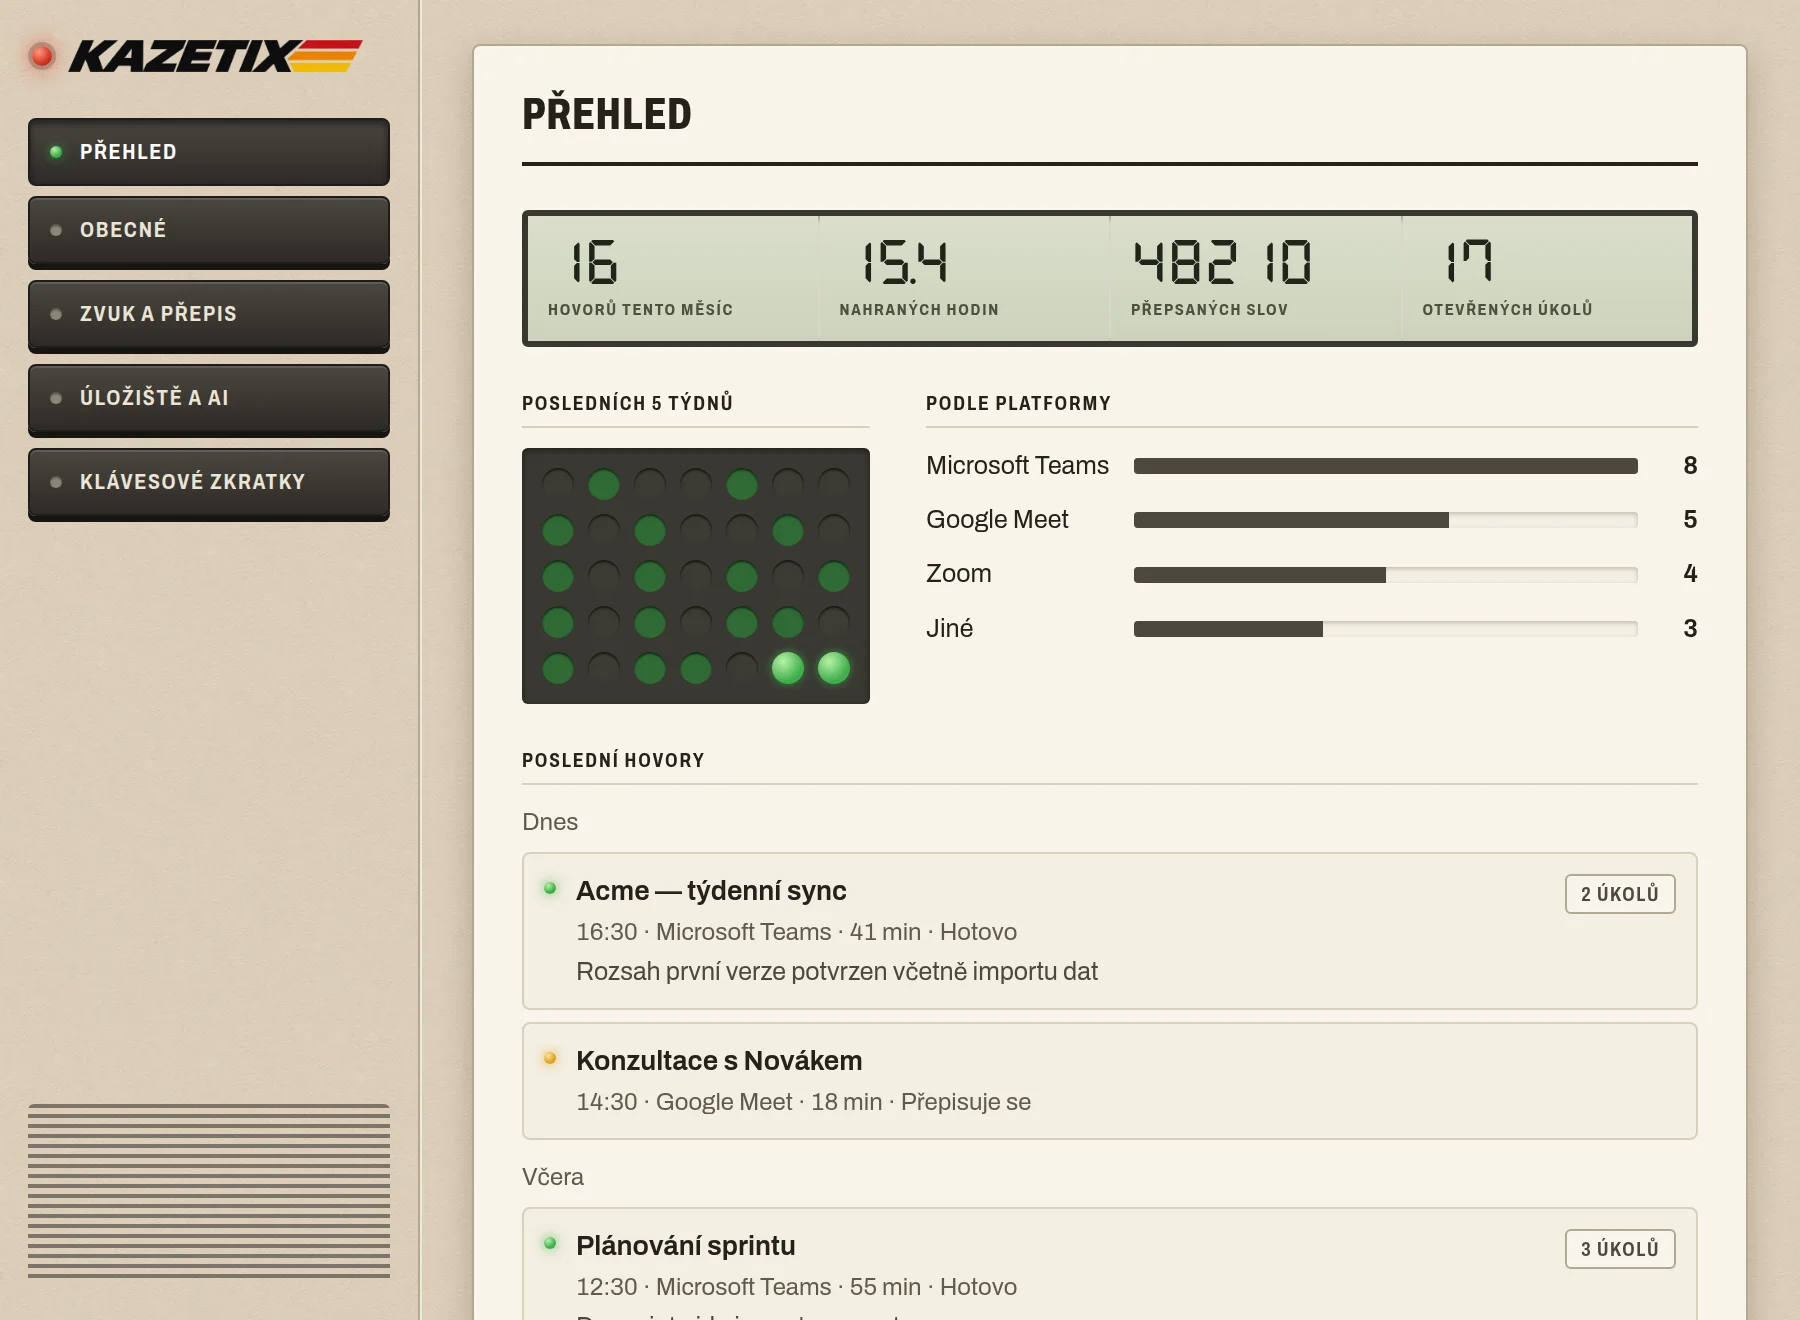 KAZETIX
PŘEHLED
OBECNÉ
ZVUK A PŘEPIS
ÚLOŽIŠTĚ A AI
KLÁVESOVÉ ZKRATKY
PŘEHLED
16
HOVORŮ TENTO MĚSÍC
15.4
NAHRANÝCH HODIN
482 10
PŘEPSANÝCH SLOV
17
OTEVŘENÝCH ÚKOLŮ
POSLEDNÍCH 5 TÝDNŮ
PODLE PLATFORMY
Microsoft Teams 8
Google Meet 5
Zoom 4
Jiné 3
POSLEDNÍ HOVORY
Dnes
Acme — týdenní sync
2 ÚKOLŮ
16:30 · Microsoft Teams · 41 min · Hotovo
Rozsah první verze potvrzen včetně importu dat
Konzultace s Novákem
14:30 · Google Meet · 18 min · Přepisuje se
Včera
Plánování sprintu
3 ÚKOLŮ
12:30 · Microsoft Teams · 55 min · Hotovo